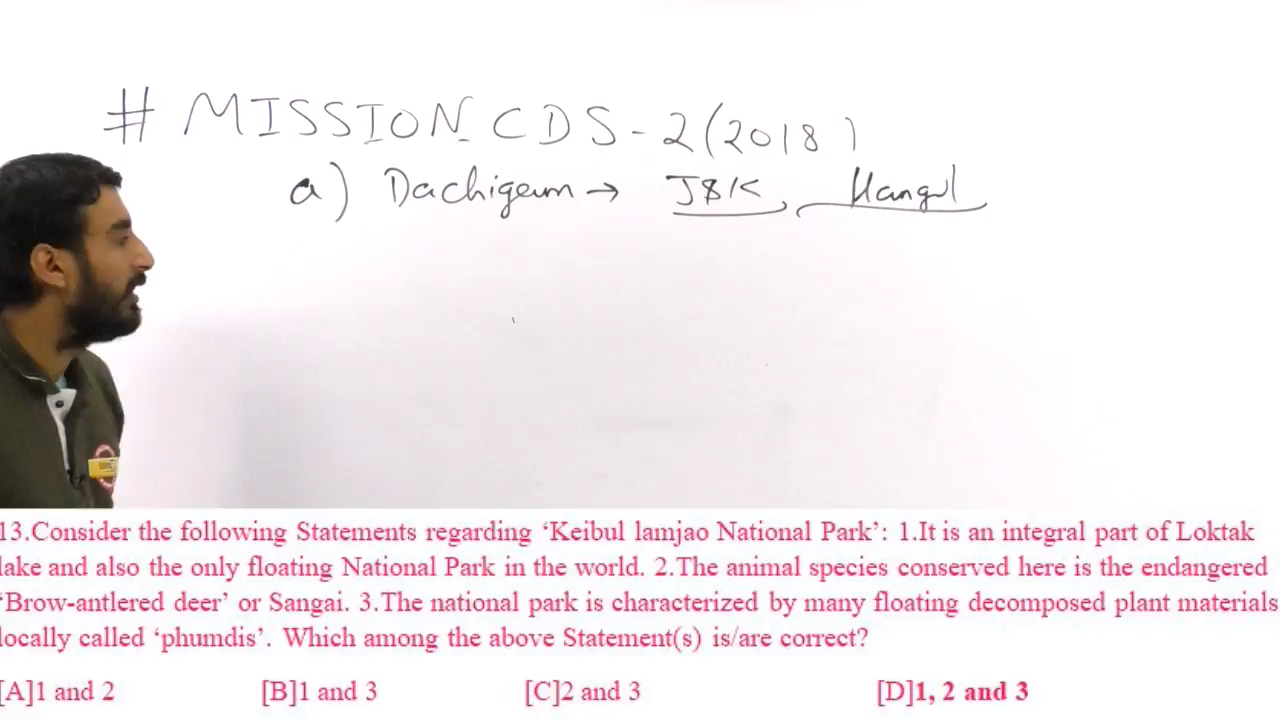 # MISSION CDS-2(2018)
a) Dachigam → J&K, Hangul
13.Consider the following Statements regarding ‘Keibul lamjao National Park’: 1.It is an integral part of Loktak
lake and also the only floating National Park in the world. 2.The animal species conserved here is the endangered
‘Brow-antlered deer’ or Sangai. 3.The national park is characterized by many floating decomposed plant materials
locally called ‘phumdis’. Which among the above Statement(s) is/are correct?
[A]1 and 2 [B]1 and 3 [C]2 and 3 [D]1, 2 and 3